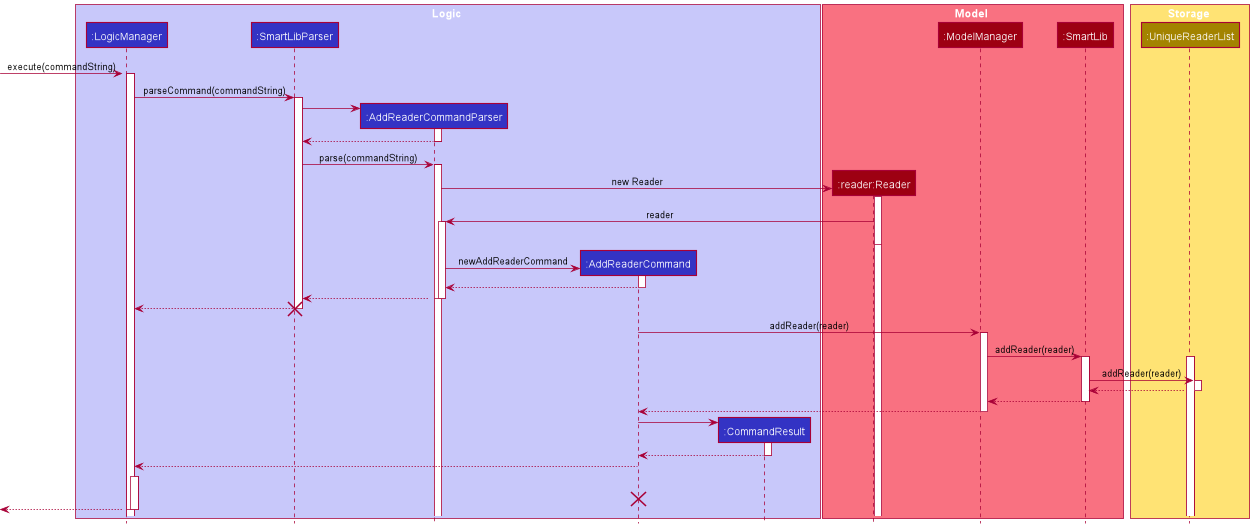 Logic
Model
Storage
:LogicManager
:SmartLibParser
:ModelManager
:SmartLib
:UniqueReaderList
execute(commandString)
parseCommand(commandString)
:AddReaderCommandParser
parse(commandString)
new Reader
:reader:Reader
reader
newAddReaderCommand
:AddReaderCommand
addReader(reader)
addReader(reader)
addReader(reader)
:CommandResult